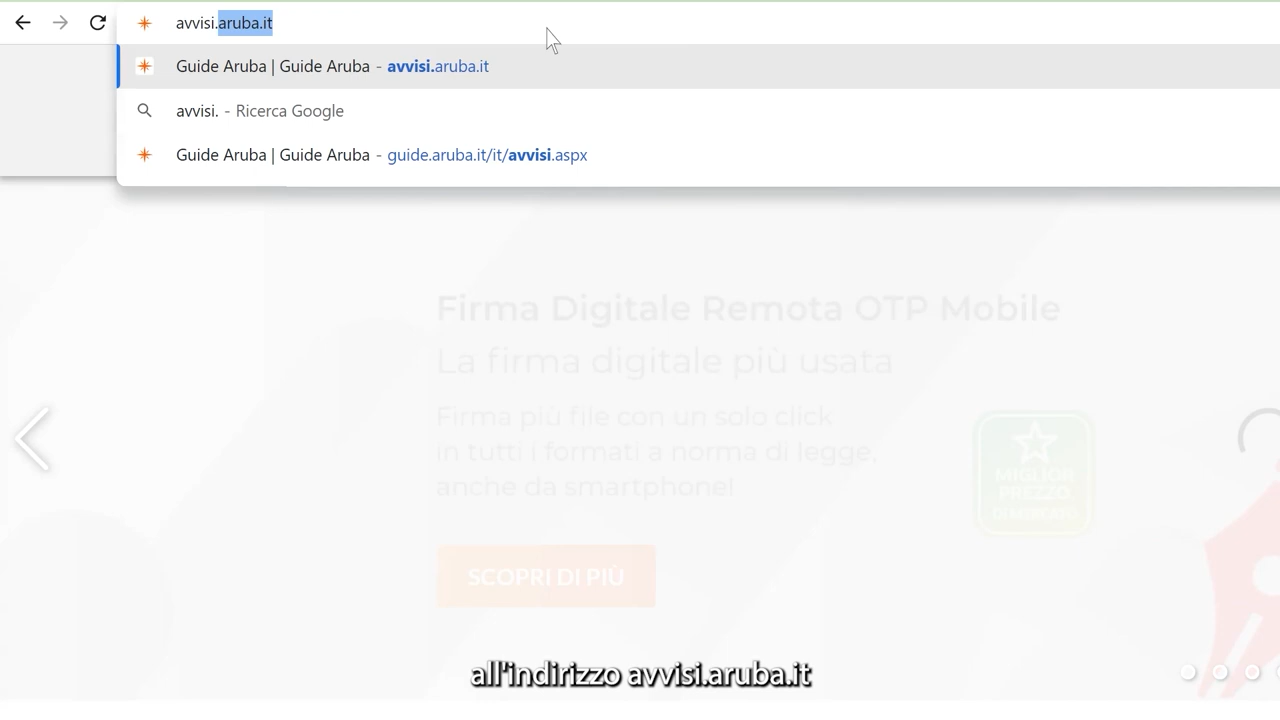 avvisi.aruba.it
Guide Aruba | Guide Aruba - avvisi.aruba.it
avvisi. - Ricerca Google
Guide Aruba | Guide Aruba - guide.aruba.it/it/avvisi.aspx
Firma Digitale Remota OTP Mobile
La firma digitale più usata
Firma più file con un solo click
in tutti i formati a norma di legge,
anche da smartphone!
MIGLIOR
PREZZO
DI MERCATO
SCOPRI DI PIÙ
all'indirizzo avvisi.aruba.it